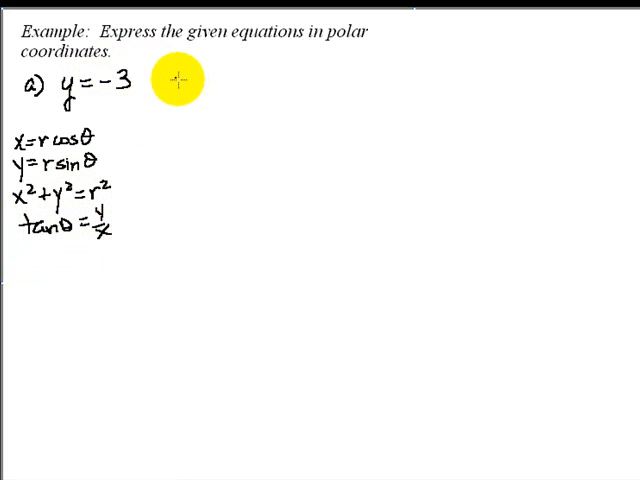 Example: Express the given equations in polar
coordinates.
a) y = -3
x = r cos θ
y = r sin θ
x² + y² = r²
tan θ = y/x